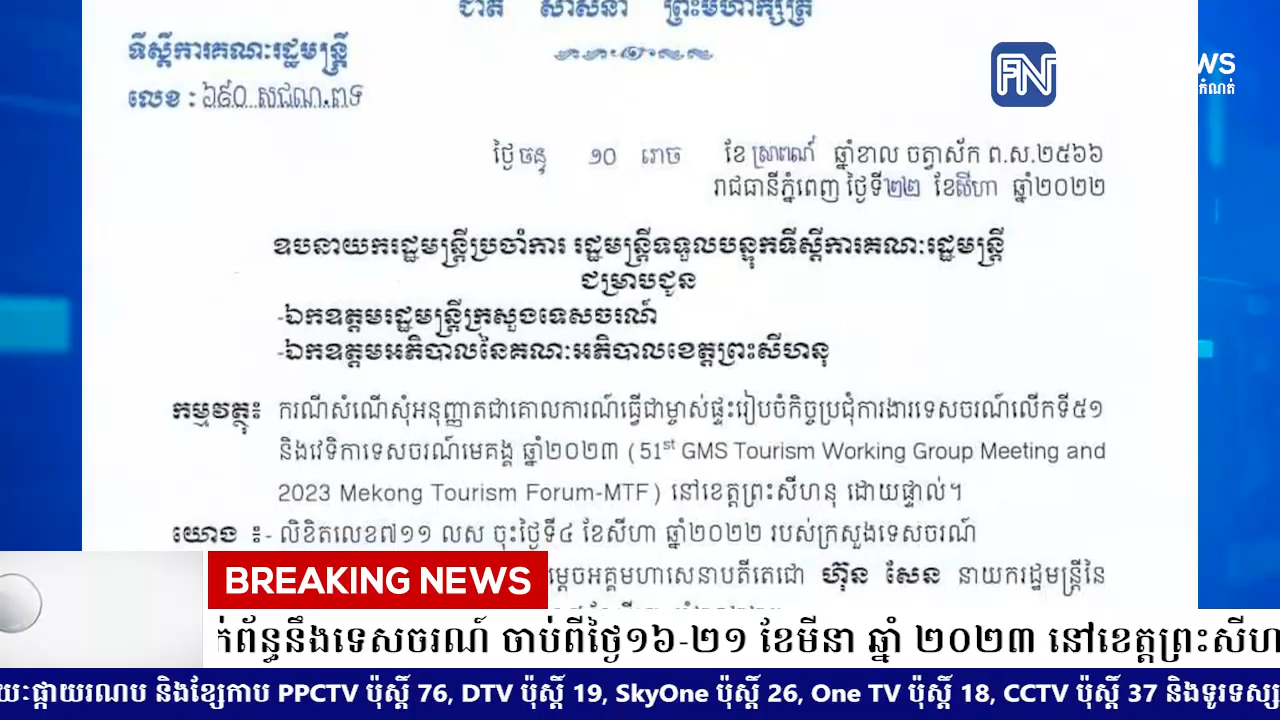 ជាតិ សាសនា ព្រះមហាក្សត្រ
ទីស្តីការគណៈរដ្ឋមន្ត្រី
លេខ : ៦៩០ សជណ.ពទ
FN
WS
កំណត់
ថ្ងៃ ចន្ទ ១០ រោច ខែ ស្រាពណ៍ ឆ្នាំខាល ចត្វាស័ក ព.ស.២៥៦៦
រាជធានីភ្នំពេញ ថ្ងៃទី២២ ខែសីហា ឆ្នាំ២០២២
ឧបនាយករដ្ឋមន្ត្រីប្រចាំការ រដ្ឋមន្ត្រីទទួលបន្ទុកទីស្តីការគណៈរដ្ឋមន្ត្រី
ជម្រាបជូន
-ឯកឧត្តមរដ្ឋមន្ត្រីក្រសួងទេសចរណ៍
-ឯកឧត្តមអភិបាលនៃគណៈអភិបាលខេត្តព្រះសីហនុ
កម្មវត្ថុ៖ ករណីសំណើសុំអនុញ្ញាតជាគោលការណ៍ធ្វើជាម្ចាស់ផ្ទះរៀបចំកិច្ចប្រជុំការងារទេសចរណ៍លើកទី៥១
និងវេទិកាទេសចរណ៍មេគង្គ ឆ្នាំ២០២៣ (51st GMS Tourism Working Group Meeting and
2023 Mekong Tourism Forum-MTF) នៅខេត្តព្រះសីហនុ ដោយផ្ទាល់។
យោង ៖- លិខិតលេខ៧១១ លស ចុះថ្ងៃទី៤ ខែសីហា ឆ្នាំ២០២២ របស់ក្រសួងទេសចរណ៍
ម្តេចអគ្គមហាសេនាបតីតេជោ ហ៊ុន សែន នាយករដ្ឋមន្ត្រីនៃ
BREAKING NEWS
ក់ព័ន្ធនឹងទេសចរណ៍ ចាប់ពីថ្ងៃ១៦-២១ ខែមីនា ឆ្នាំ ២០២៣ នៅខេត្តព្រះសីហ
យៈផ្កាយរណប និងខ្សែកាប PPCTV ប៉ុស្តិ៍ 76, DTV ប៉ុស្តិ៍ 19, SkyOne ប៉ុស្តិ៍ 26, One TV ប៉ុស្តិ៍ 18, CCTV ប៉ុស្តិ៍ 37 និងទូរទស្ស